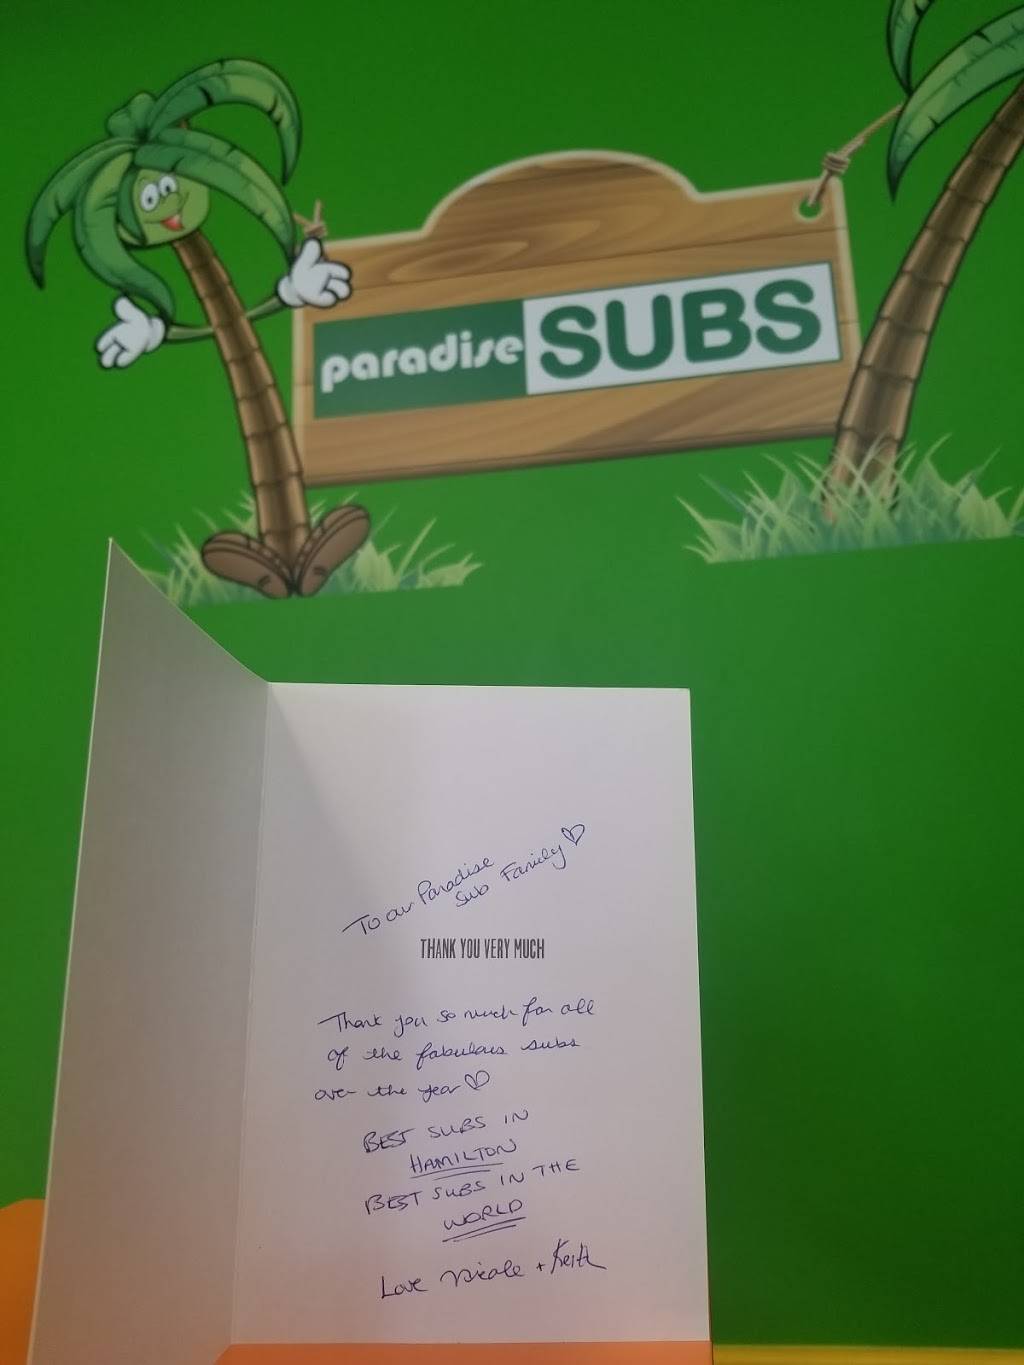 paradise SUBS
To our Paradise
Sub Family
THANK YOU VERY MUCH
Thank you so much for all
of the fabulous subs
over the year
BEST SUBS IN
HAMILTON
BEST SUBS IN THE
WORLD
Love Nicole + Keith